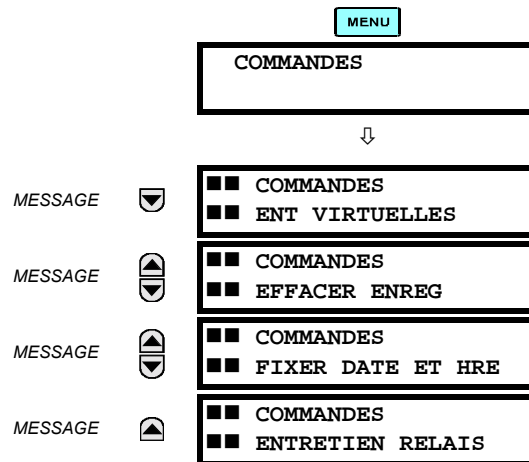 MENU
COMMANDES
⇩
MESSAGE ■■ COMMANDES
■■ ENT VIRTUELLES
MESSAGE ■■ COMMANDES
■■ EFFACER ENREG
MESSAGE ■■ COMMANDES
■■ FIXER DATE ET HRE
MESSAGE ■■ COMMANDES
■■ ENTRETIEN RELAIS